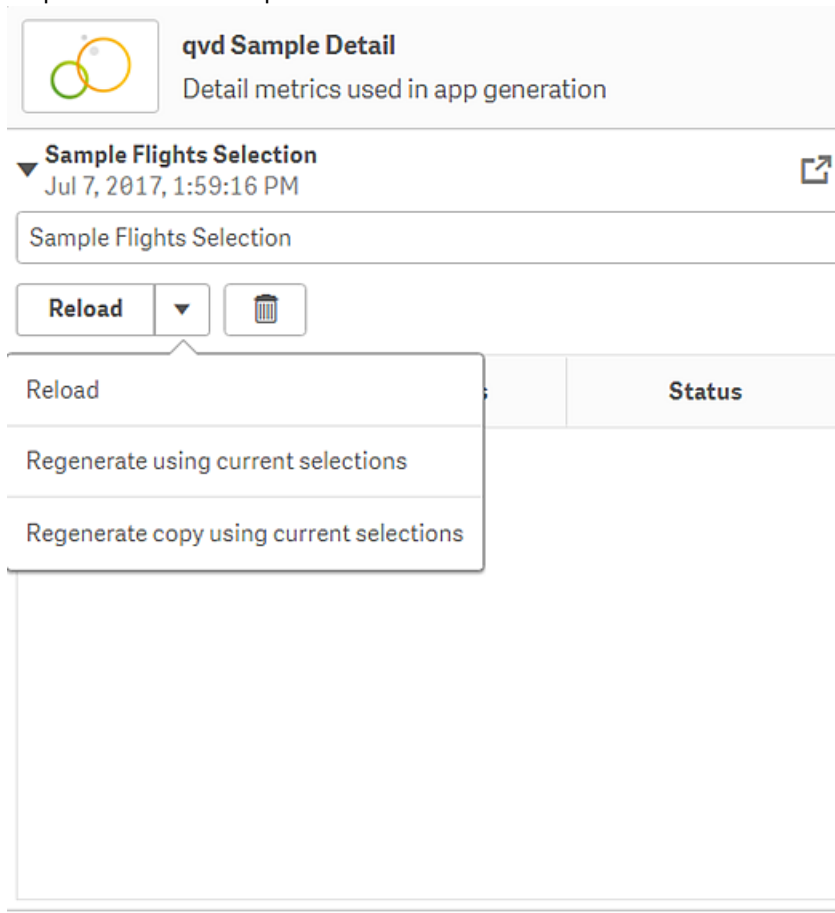 qvd Sample Detail
Detail metrics used in app generation
Sample Flights Selection
Jul 7, 2017, 1:59:16 PM
Sample Flights Selection
Reload
Reload
Status
Regenerate using current selections
Regenerate copy using current selections